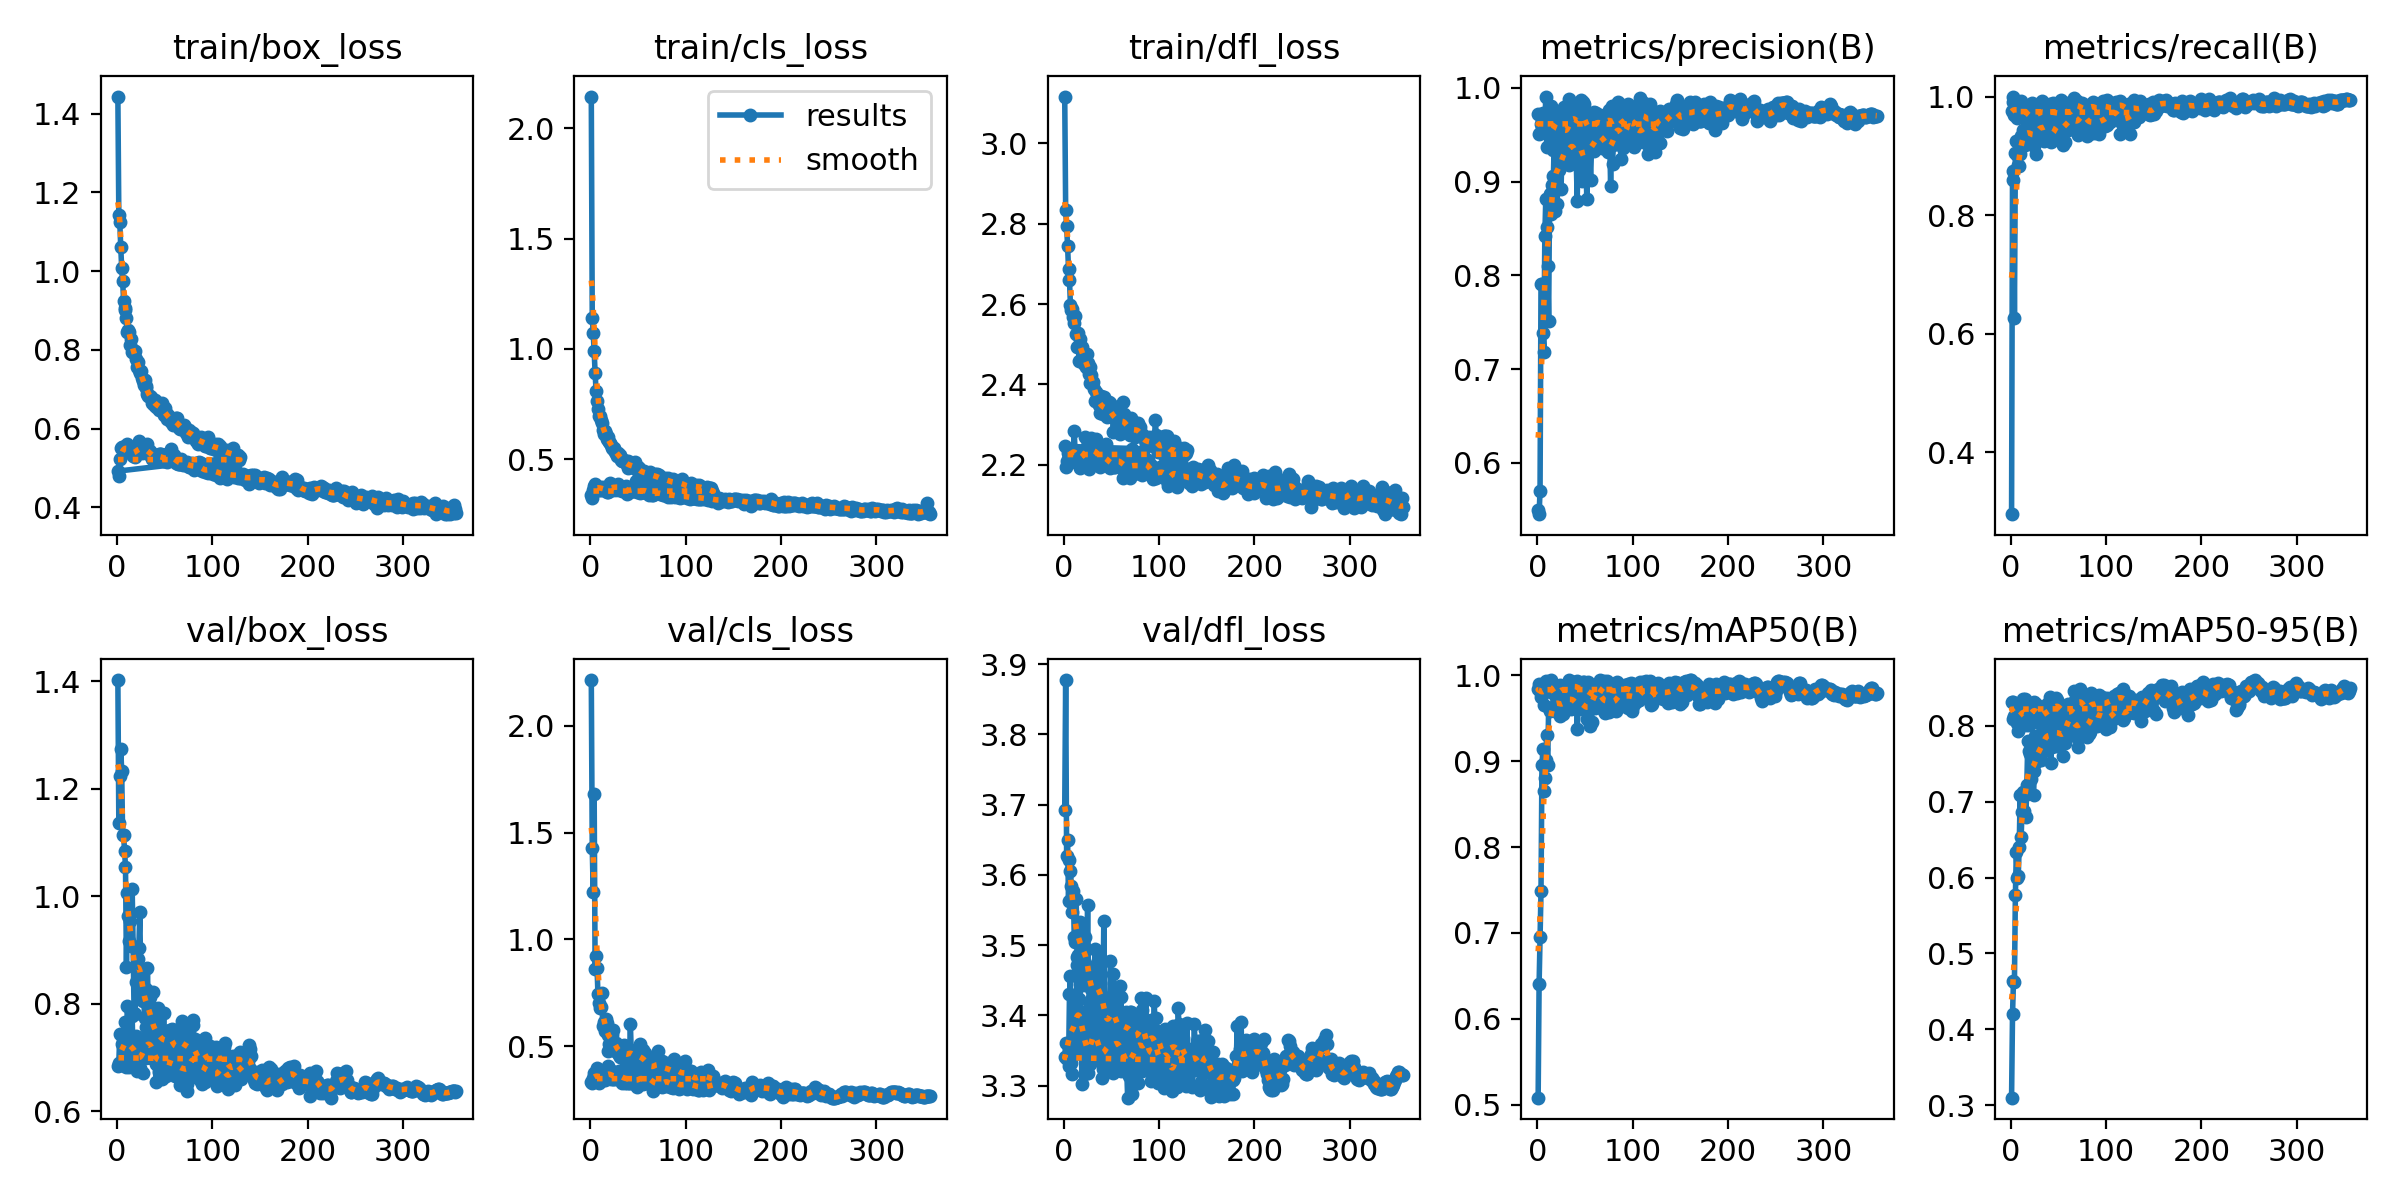 train/box_loss
1.4
1.2
1.0
0.8
0.6
0.4
0 100 200 300
train/cls_loss
results
smooth
2.0
1.5
1.0
0.5
0 100 200 300
train/dfl_loss
3.0
2.8
2.6
2.4
2.2
0 100 200 300
metrics/precision(B)
1.0
0.9
0.8
0.7
0.6
0 100 200 300
metrics/recall(B)
1.0
0.8
0.6
0.4
0 100 200 300
val/box_loss
1.4
1.2
1.0
0.8
0.6
0 100 200 300
val/cls_loss
2.0
1.5
1.0
0.5
0 100 200 300
val/dfl_loss
3.9
3.8
3.7
3.6
3.5
3.4
3.3
0 100 200 300
metrics/mAP50(B)
1.0
0.9
0.8
0.7
0.6
0.5
0 100 200 300
metrics/mAP50-95(B)
0.8
0.7
0.6
0.5
0.4
0.3
0 100 200 300